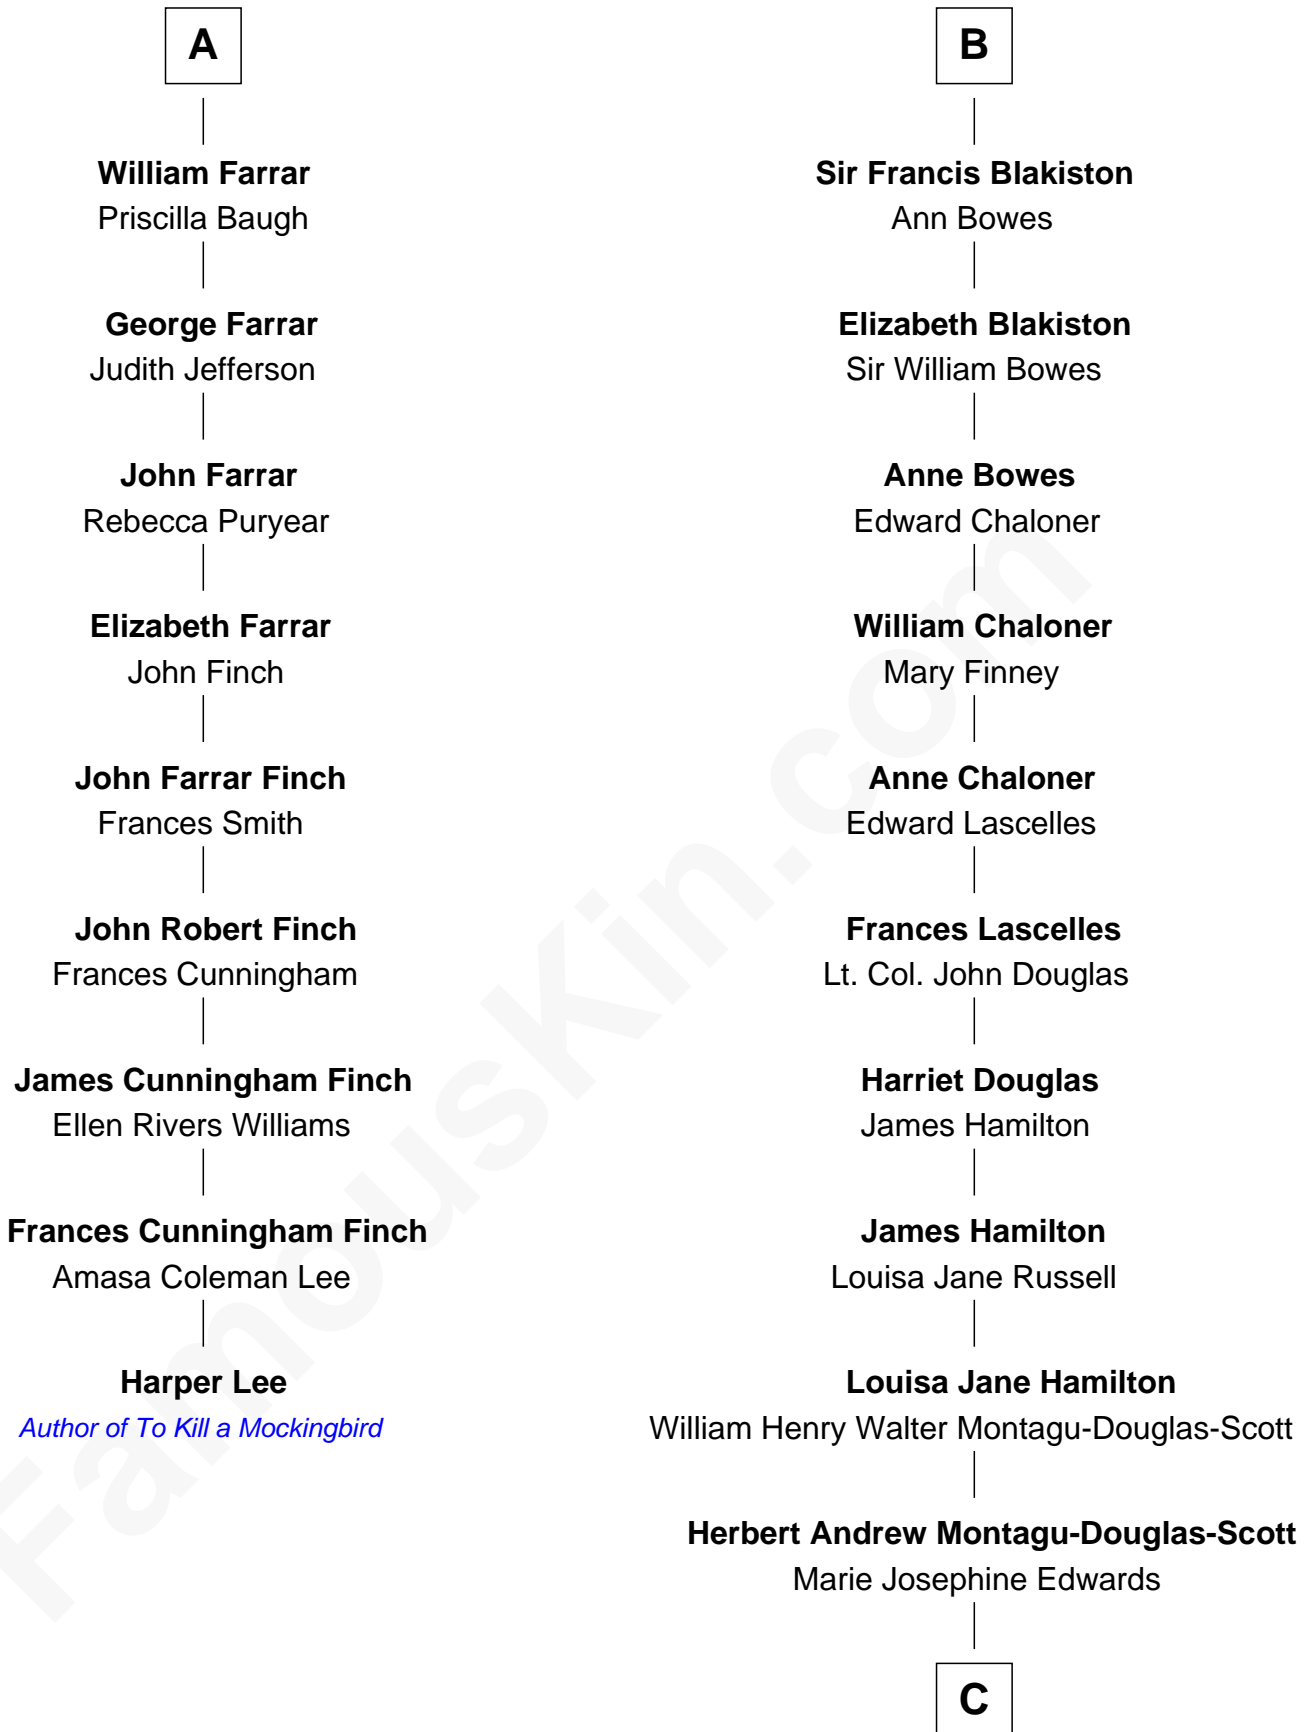 A
William Farrar
Priscilla Baugh
George Farrar
Judith Jefferson
John Farrar
Rebecca Puryear
Elizabeth Farrar
John Finch
John Farrar Finch
Frances Smith
John Robert Finch
Frances Cunningham
James Cunningham Finch
Ellen Rivers Williams
Frances Cunningham Finch
Amasa Coleman Lee
Harper Lee
Author of To Kill a Mockingbird
B
Sir Francis Blakiston
Ann Bowes
Elizabeth Blakiston
Sir William Bowes
Anne Bowes
Edward Chaloner
William Chaloner
Mary Finney
Anne Chaloner
Edward Lascelles
Frances Lascelles
Lt. Col. John Douglas
Harriet Douglas
James Hamilton
James Hamilton
Louisa Jane Russell
Louisa Jane Hamilton
William Henry Walter Montagu-Douglas-Scott
Herbert Andrew Montagu-Douglas-Scott
Marie Josephine Edwards
C
FamousKin.com